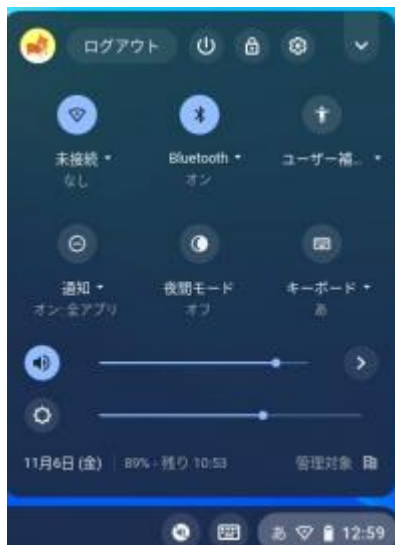 ログアウト
未接続
Bluetooth
ユーザー補...
なし
オン
通知
夜間モード
キーボード
オン: 全アプリ
オフ
あ
11月6日 (金) 89% - 残り 10:53 管理対象
あ 12:59